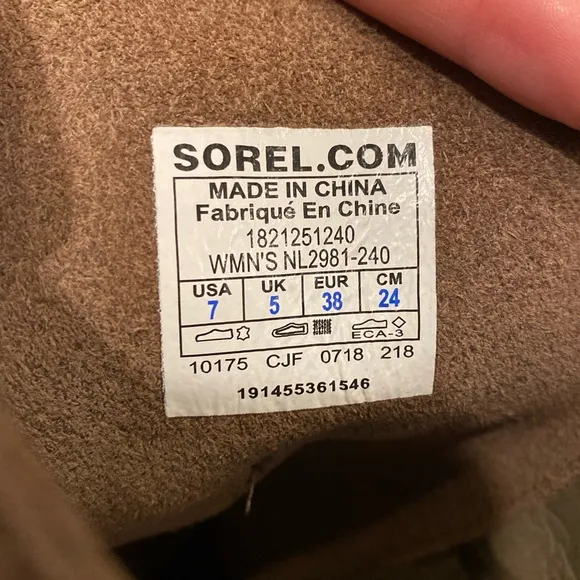 SOREL.COM
MADE IN CHINA
Fabriqué En Chine
1821251240
WMN'S NL2981-240
USA UK EUR CM
7 5 38 24
ECA-3
10175 CJF 0718 218
191455361546